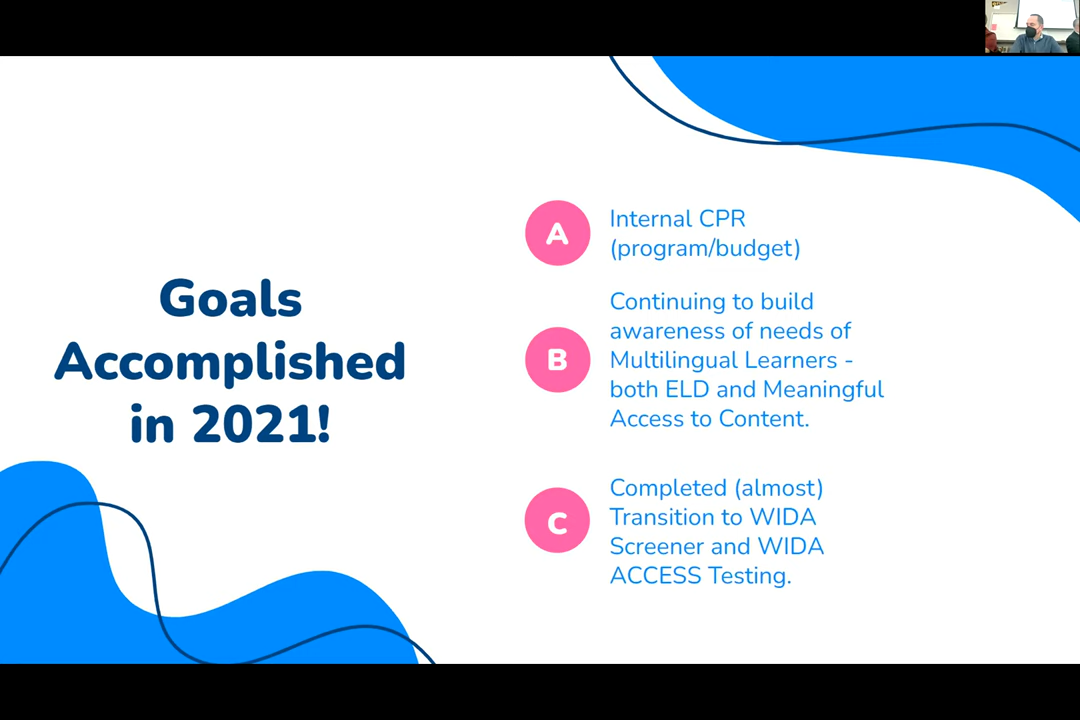 Goals
Accomplished
in 2021!
A
Internal CPR
(program/budget)
B
Continuing to build
awareness of needs of
Multilingual Learners -
both ELD and Meaningful
Access to Content.
C
Completed (almost)
Transition to WIDA
Screener and WIDA
ACCESS Testing.